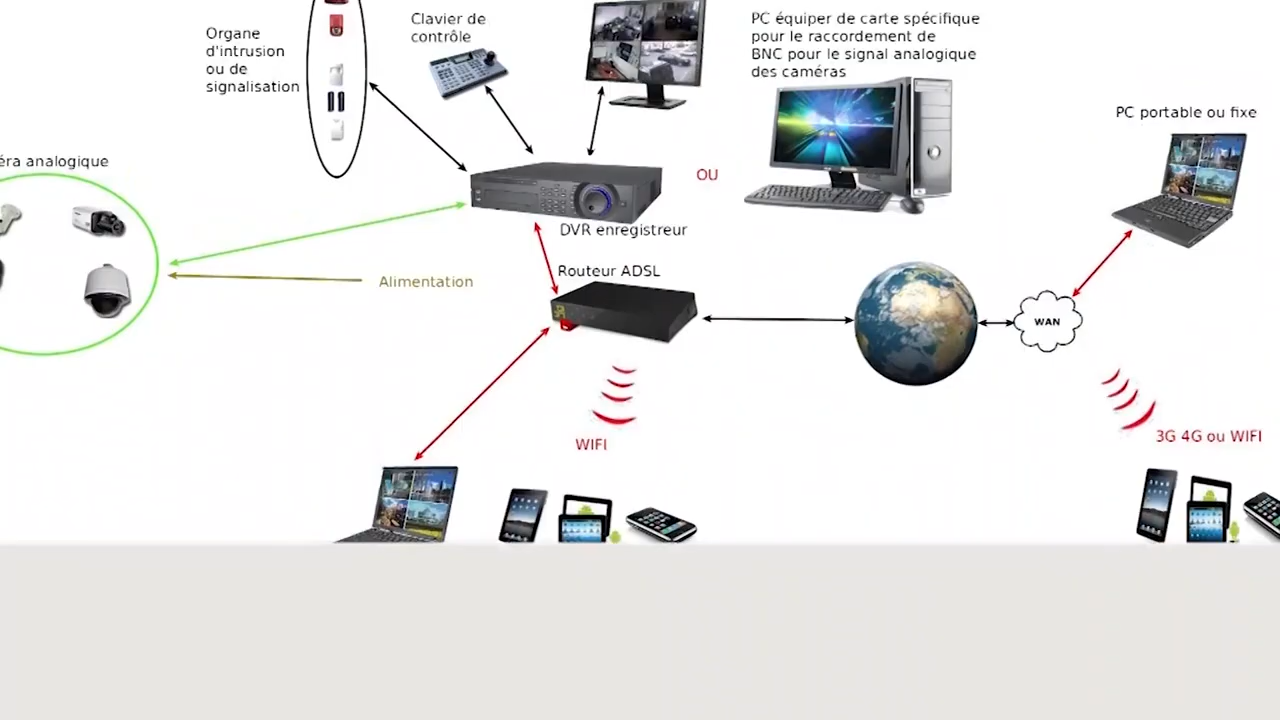 Organe
d'intrusion
ou de
signalisation
Clavier de
contrôle
PC équiper de carte spécifique
pour le raccordement de
BNC pour le signal analogique
des caméras
PC portable ou fixe
éra analogique
OU
DVR enregistreur
Routeur ADSL
Alimentation
WAN
WIFI
3G 4G ou WIFI